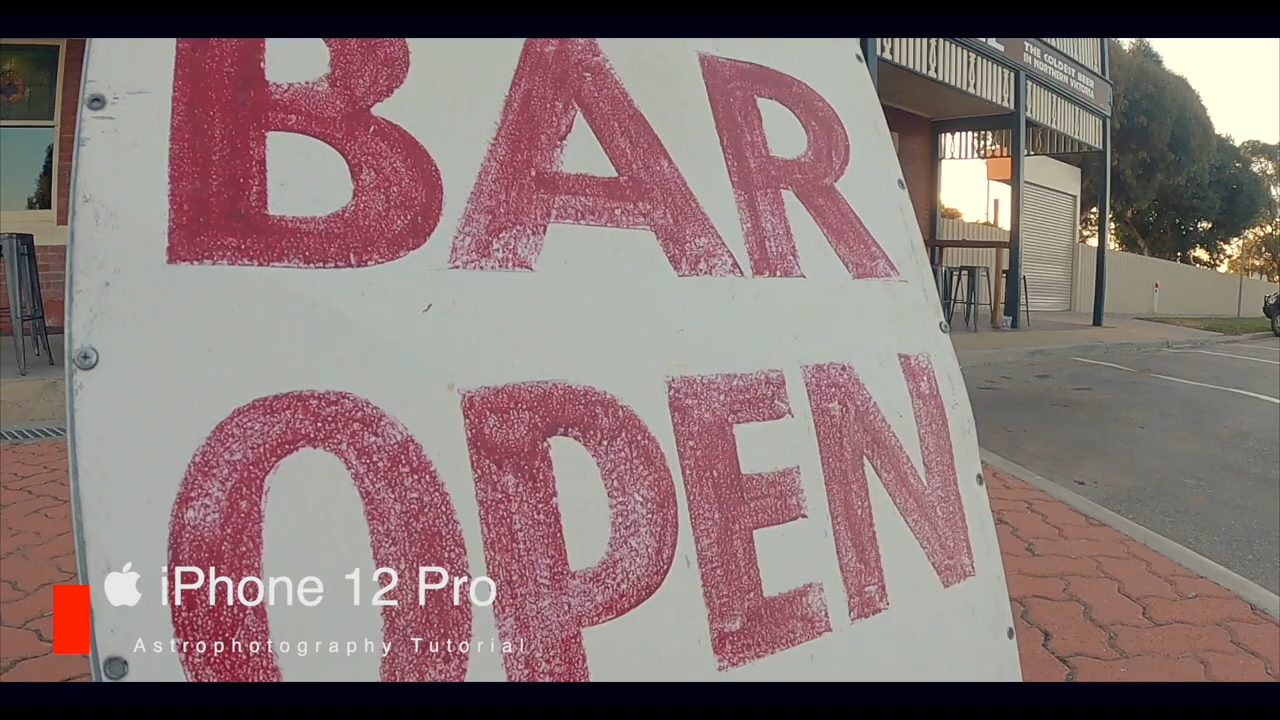 BAR
OPEN
THE COLDEST BEER
IN NORTHERN VICTORIA
iPhone 12 Pro
Astrophotography Tutorial